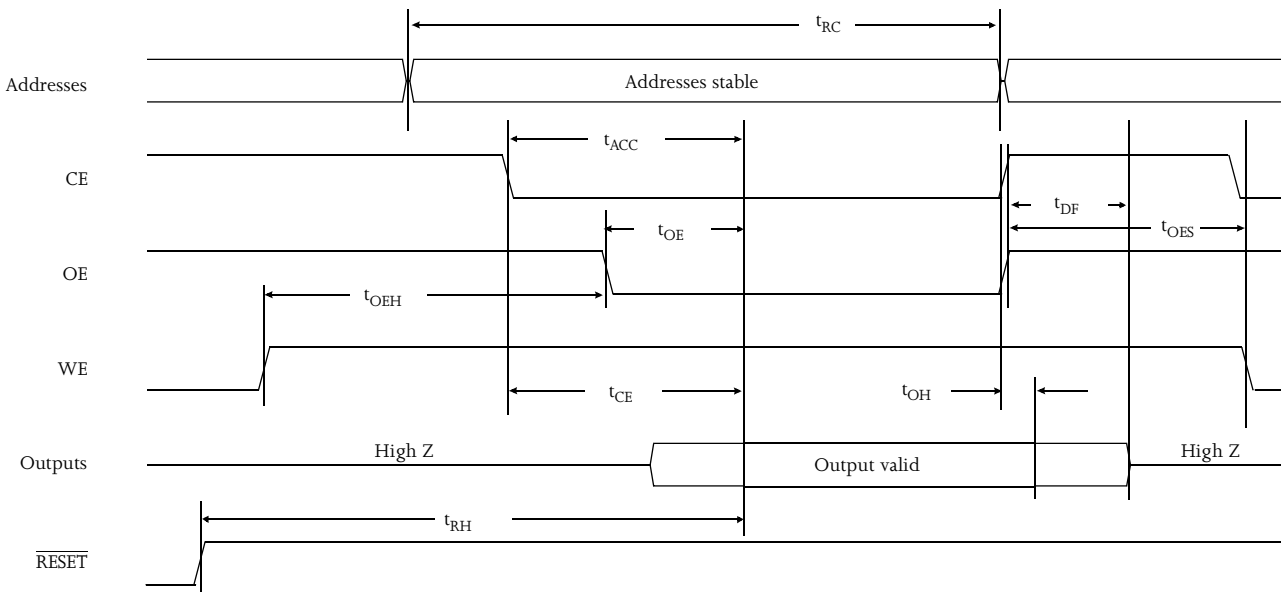 t_RC
Addresses
Addresses stable
t_ACC
CE
t_DF
t_OE
t_OES
OE
t_OEH
WE
t_CE
t_OH
High Z
Outputs
Output valid
High Z
t_RH
RESET